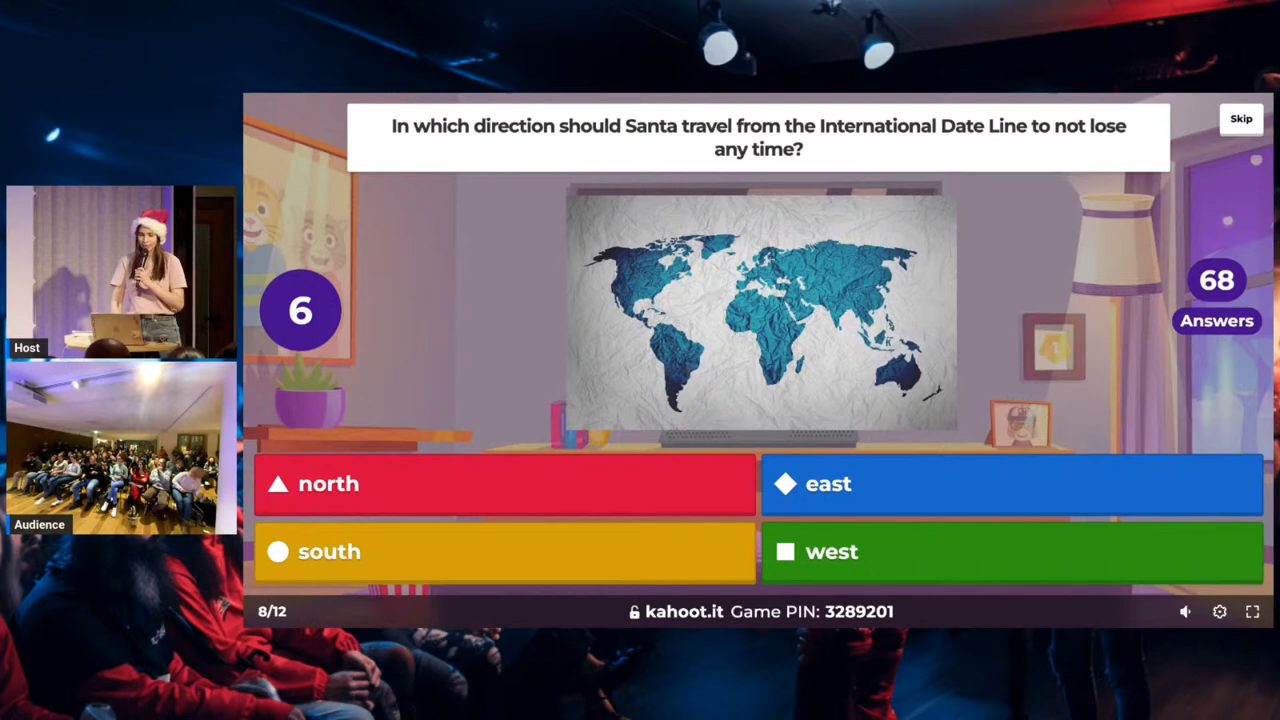 In which direction should Santa travel from the International Date Line to not lose
any time?
Skip
6
68
Answers
Host
Audience
north
east
south
west
8/12
kahoot.it Game PIN: 3289201